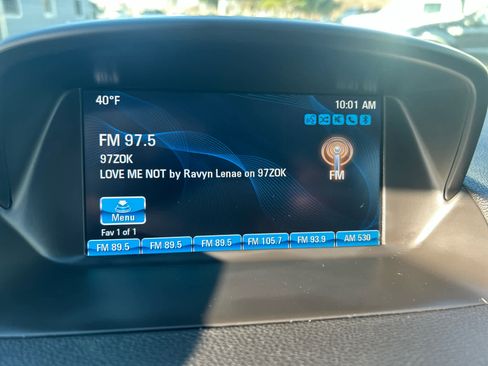 40°F 10:01 AM
FM 97.5
97ZOK
LOVE ME NOT by Ravyn Lenae on 97ZOK
FM
Menu
Fav 1 of 1
FM 89.5 FM 89.5 FM 89.5 FM 105.7 FM 93.9 AM 530